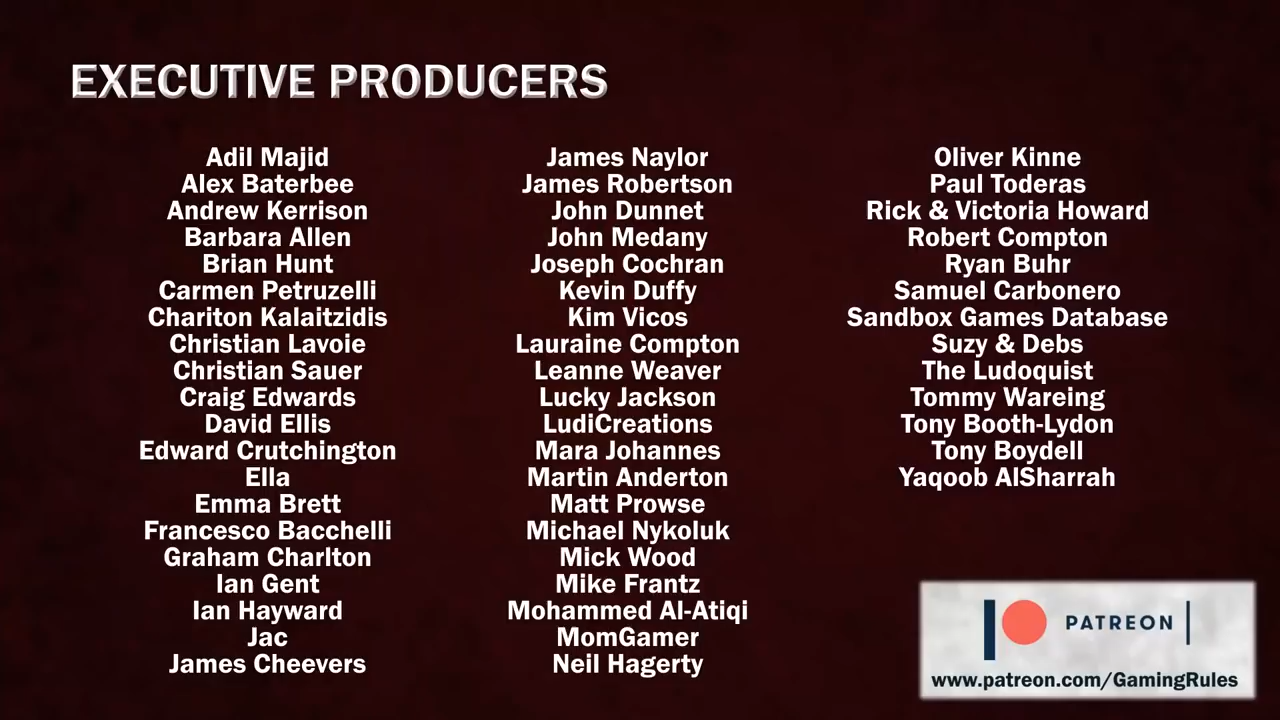 EXECUTIVE PRODUCERS
Adil Majid
Alex Baterbee
Andrew Kerrison
Barbara Allen
Brian Hunt
Carmen Petruzelli
Chariton Kalaitzidis
Christian Lavoie
Christian Sauer
Craig Edwards
David Ellis
Edward Crutchington
Ella
Emma Brett
Francesco Bacchelli
Graham Charlton
Ian Gent
Ian Hayward
Jac
James Cheevers
James Naylor
James Robertson
John Dunnet
John Medany
Joseph Cochran
Kevin Duffy
Kim Vicos
Lauraine Compton
Leanne Weaver
Lucky Jackson
LudiCreations
Mara Johannes
Martin Anderton
Matt Prowse
Michael Nykoluk
Mick Wood
Mike Frantz
Mohammed Al-Atiqi
MomGamer
Neil Hagerty
Oliver Kinne
Paul Toderas
Rick & Victoria Howard
Robert Compton
Ryan Buhr
Samuel Carbonero
Sandbox Games Database
Suzy & Debs
The Ludoquist
Tommy Wareing
Tony Booth-Lydon
Tony Boydell
Yaqoob AlSharrah
PATREON
www.patreon.com/GamingRules